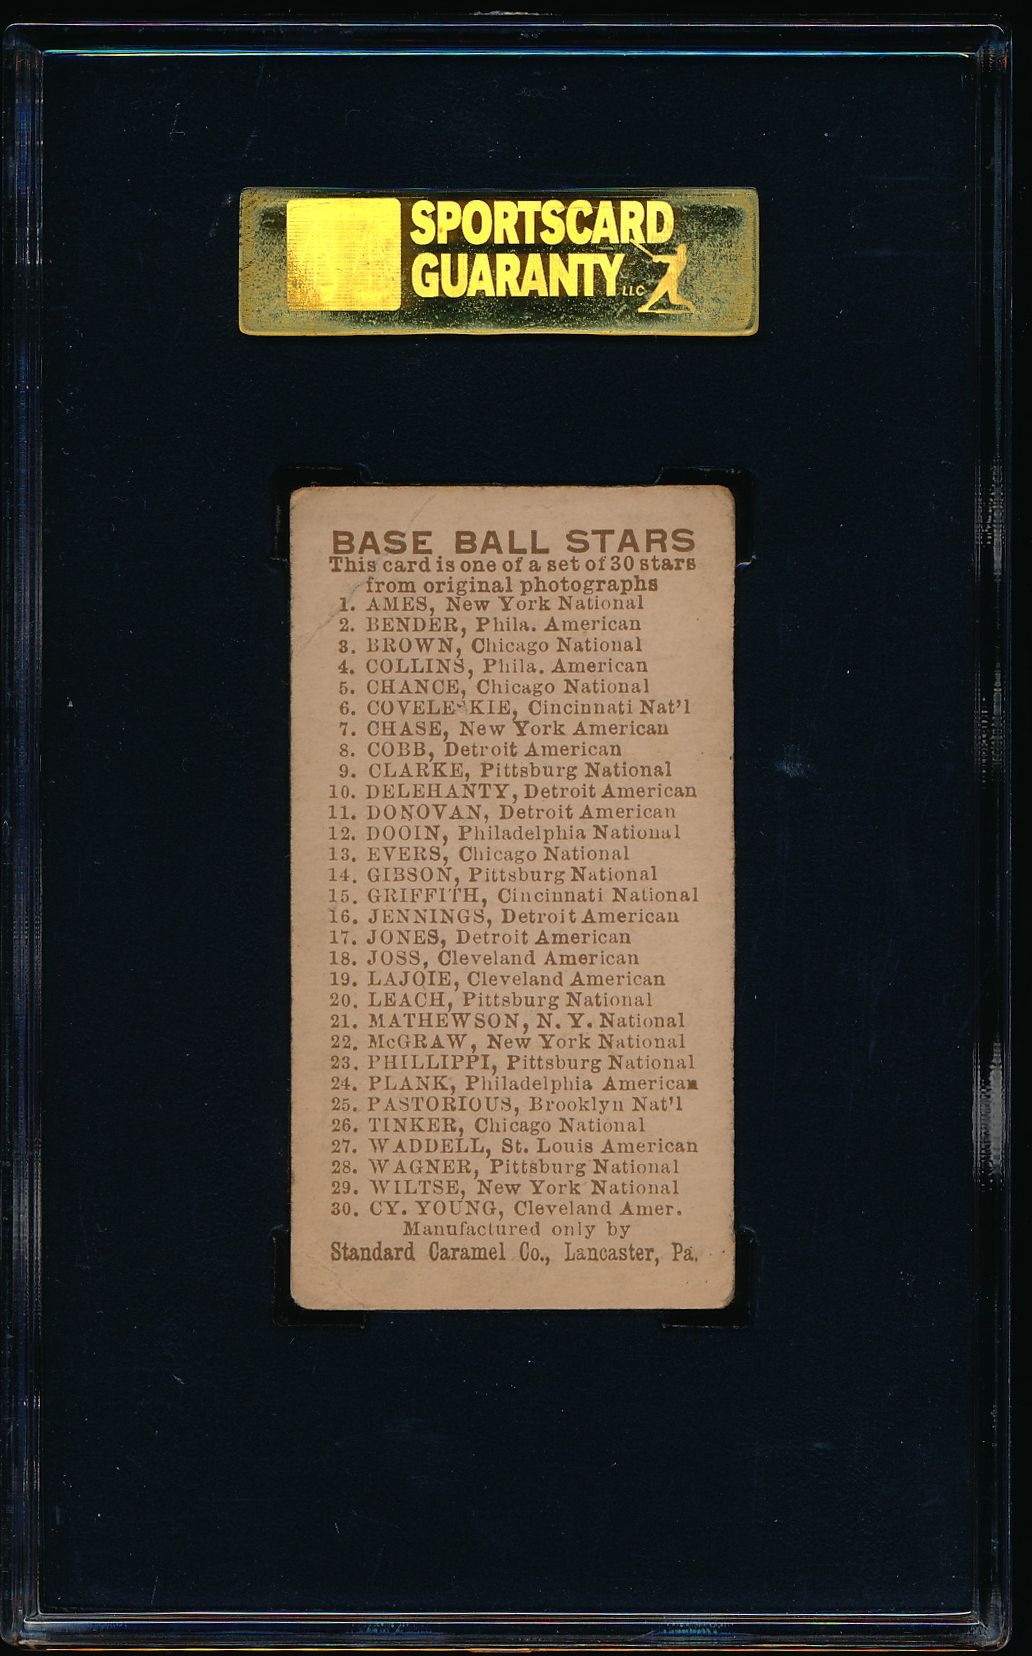 SPORTSCARD
GUARANTY LLC
BASE BALL STARS
This card is one of a set of 30 stars
from original photographs
1. AMES, New York National
2. BENDER, Phila. American
3. BROWN, Chicago National
4. COLLINS, Phila. American
5. CHANCE, Chicago National
6. COVELESKIE, Cincinnati Nat'l
7. CHASE, New York American
8. COBB, Detroit American
9. CLARKE, Pittsburg National
10. DELEHANTY, Detroit American
11. DONOVAN, Detroit American
12. DOOIN, Philadelphia National
13. EVERS, Chicago National
14. GIBSON, Pittsburg National
15. GRIFFITH, Cincinnati National
16. JENNINGS, Detroit American
17. JONES, Detroit American
18. JOSS, Cleveland American
19. LAJOIE, Cleveland American
20. LEACH, Pittsburg National
21. MATHEWSON, N. Y. National
22. McGRAW, New York National
23. PHILLIPPI, Pittsburg National
24. PLANK, Philadelphia American
25. PASTORIOUS, Brooklyn Nat'l
26. TINKER, Chicago National
27. WADDELL, St. Louis American
28. WAGNER, Pittsburg National
29. WILTSE, New York National
30. CY. YOUNG, Cleveland Amer.
Manufactured only by
Standard Caramel Co., Lancaster, Pa.